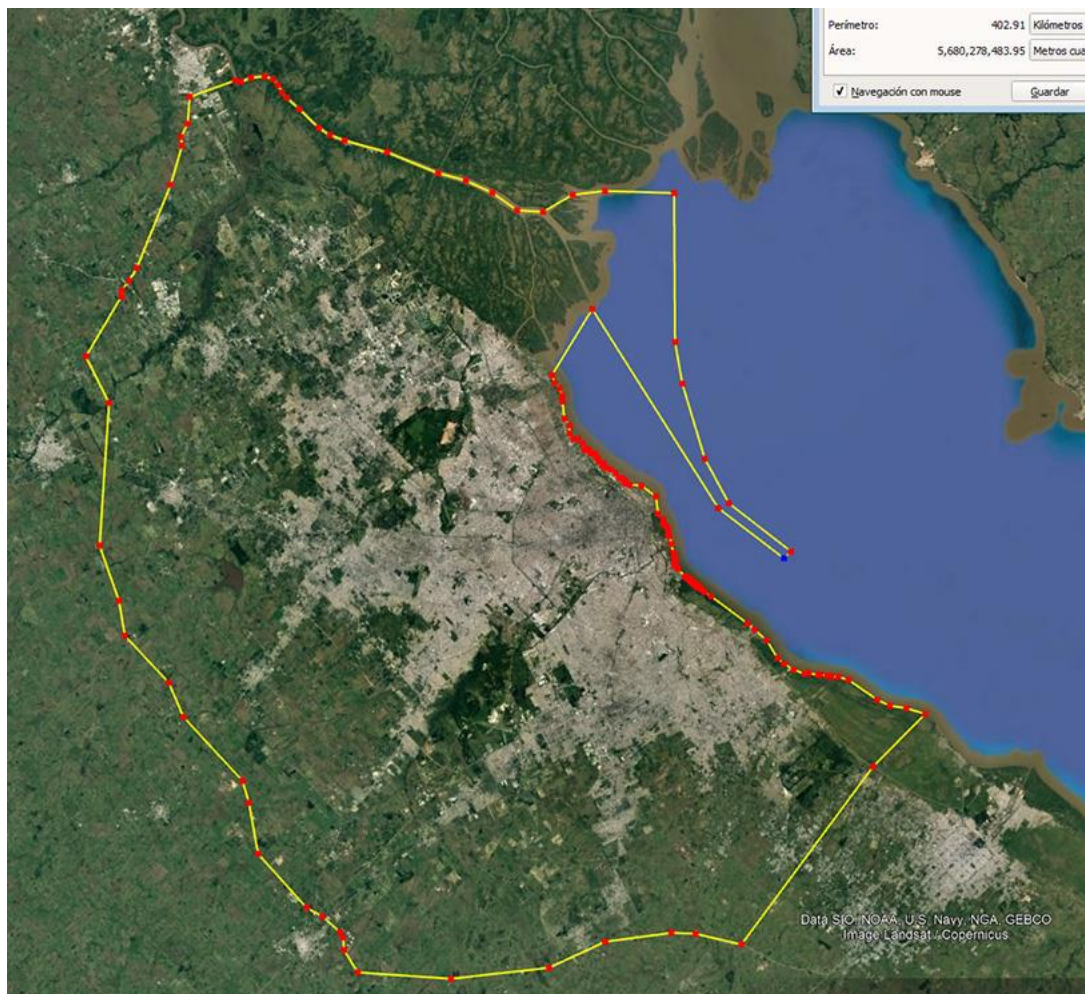 Perímetro: 402.91 Kilómetros
Área: 5,680,278,483.95 Metros cua
Navegación con mouse Guardar
Data SIO, NOAA, U.S. Navy, NGA, GEBCO
Image Landsat / Copernicus